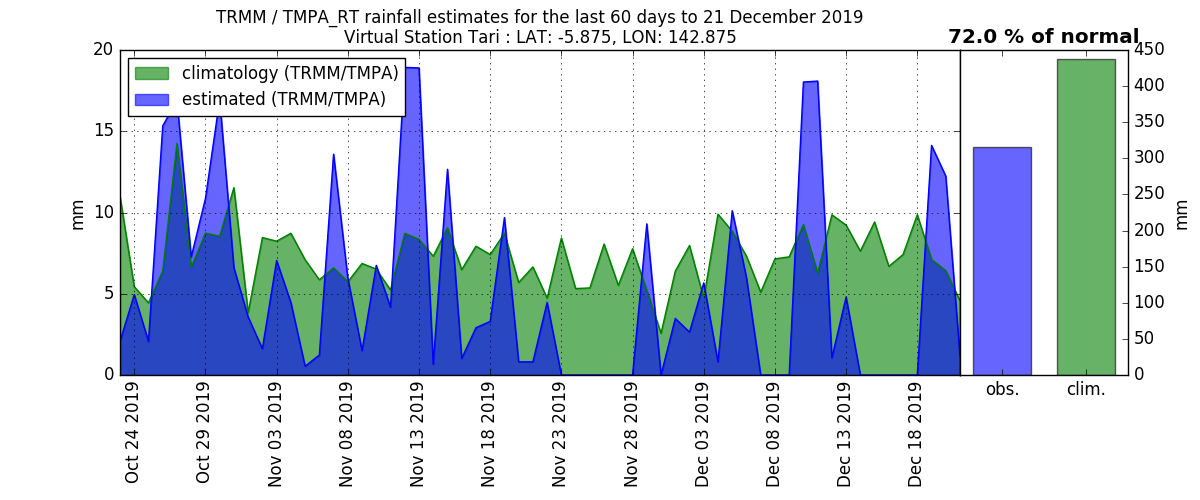 TRMM / TMPA_RT rainfall estimates for the last 60 days to 21 December 2019
Virtual Station Tari : LAT: -5.875, LON: 142.875
72.0 % of normal
climatology (TRMM/TMPA)
estimated (TRMM/TMPA)
20
15
10
5
0
mm
450
400
350
300
250
200
150
100
50
0
mm
Oct 24 2019
Oct 29 2019
Nov 03 2019
Nov 08 2019
Nov 13 2019
Nov 18 2019
Nov 23 2019
Nov 28 2019
Dec 03 2019
Dec 08 2019
Dec 13 2019
Dec 18 2019
obs.
clim.